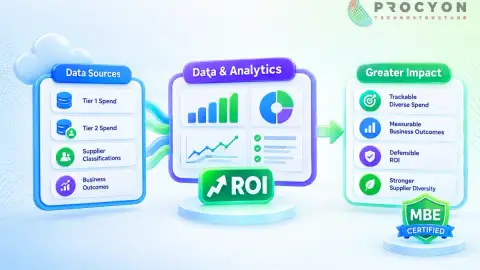 PROCYON
TECHNOSTRUCTURE
Data Sources
Tier 1 Spend
Tier 2 Spend
Supplier
Classifications
Business
Outcomes
Data & Analytics
ROI
Greater Impact
Trackable
Diverse Spend
Measurable
Business Outcomes
Defensible
ROI
Stronger
Supplier Diversity
MBE
CERTIFIED